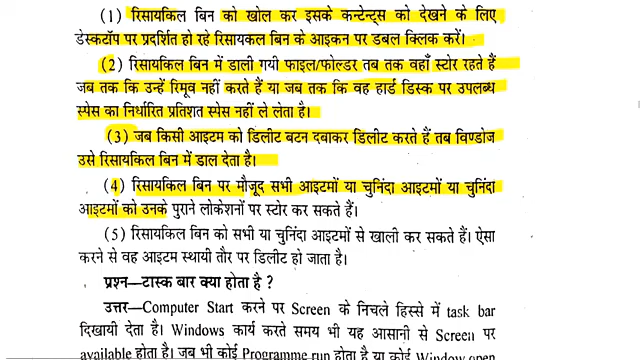 (1) रिसायकिल बिन को खोल कर इसके कन्टेन्ट्स को देखने के लिए
डेस्कटॉप पर प्रदर्शित हो रहे रिसायकल बिन के आइकन पर डबल क्लिक करें।
(2) रिसायकिल बिन में डाली गयी फाइल/फोल्डर तब तक वहाँ स्टोर रहते हैं
जब तक कि उन्हें रिमूव नहीं करते हैं या जब तक कि वह हार्ड डिस्क पर उपलब्ध
स्पेस का निर्धारित प्रतिशत स्पेस नहीं ले लेता है।
(3) जब किसी आइटम को डिलीट बटन दबाकर डिलीट करते हैं तब विण्डोज
उसे रिसायकिल बिन में डाल देता है।
(4) रिसायकिल बिन पर मौजूद सभी आइटमों या चुनिंदा आइटमों या चुनिंदा
आइटमों को उनके पुराने लोकेशनों पर स्टोर कर सकते हैं।
(5) रिसायकिल बिन को सभी या चुनिंदा आइटमों से खाली कर सकते हैं। ऐसा
करने से वह आइटम स्थायी तौर पर डिलीट हो जाता है।
प्रश्न—टास्क बार क्या होता है ?
उत्तर—Computer Start करने पर Screen के निचले हिस्से में task bar
दिखायी देता है। Windows कार्य करते समय भी यह आसानी से Screen पर
available होता है। जब भी कोई Programme run होता है या कोई Window open